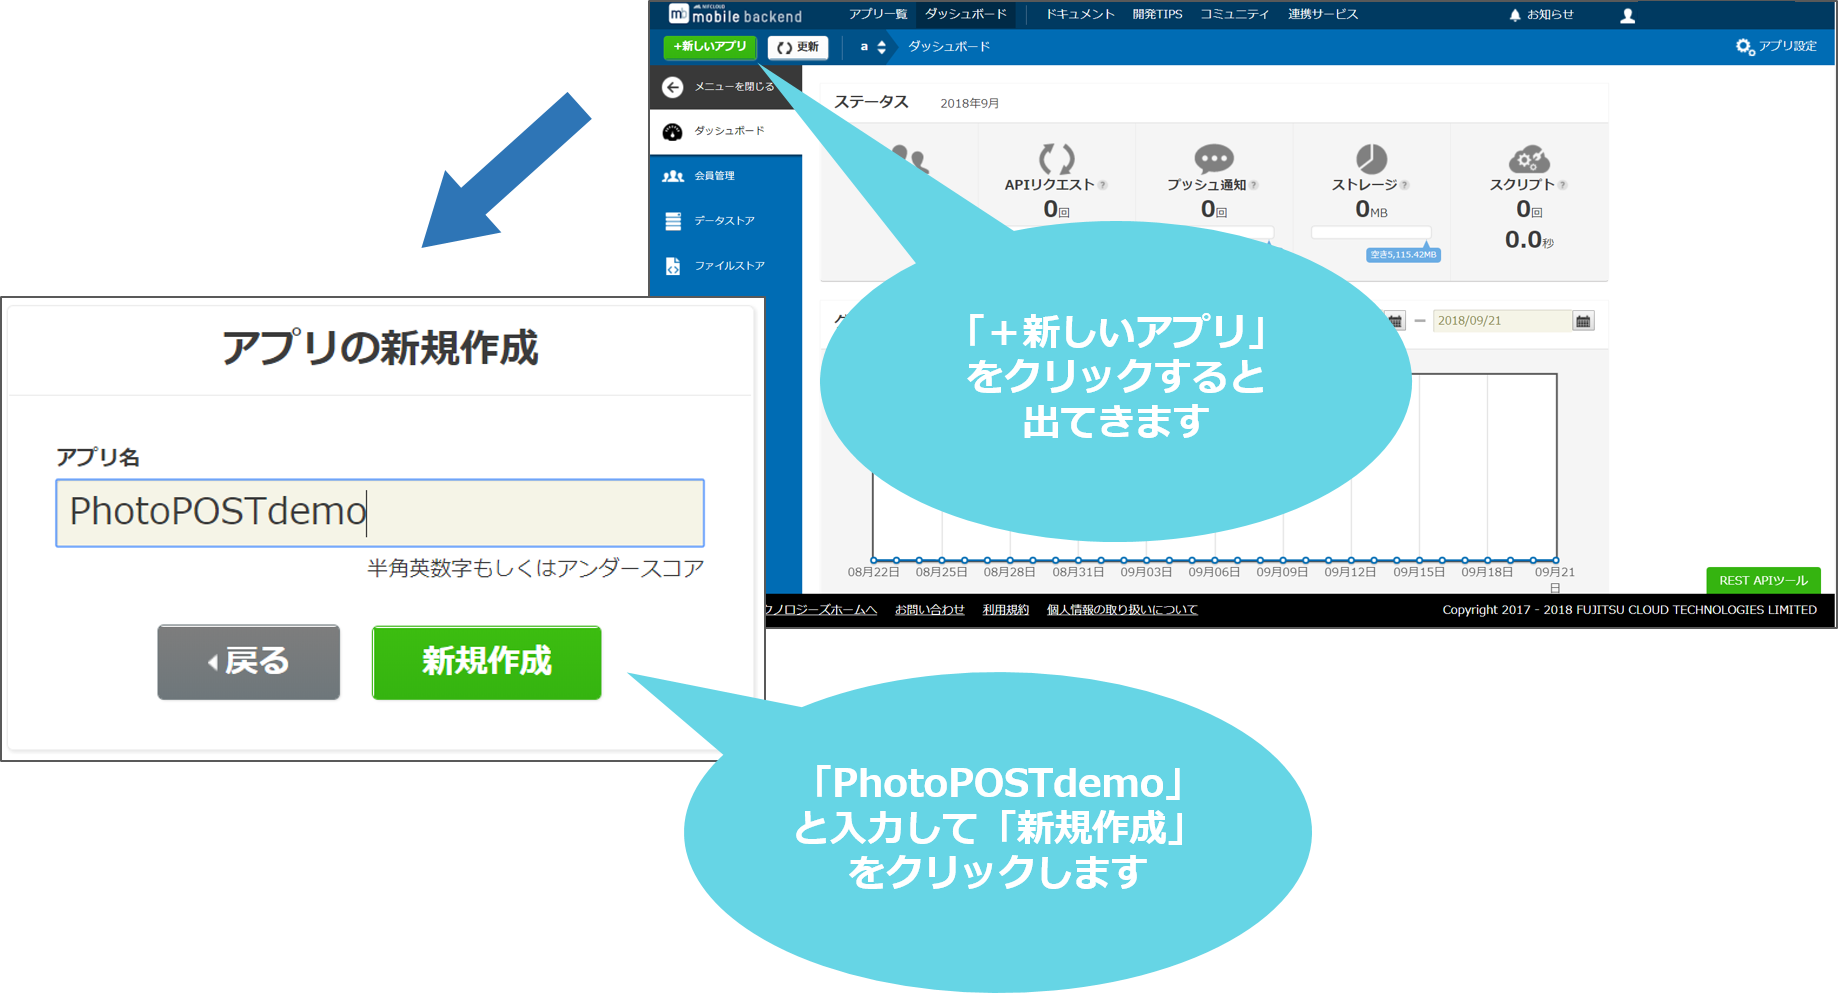 NIFCLOUD
mobile backend
アプリ一覧 ダッシュボード ドキュメント 開発TIPS コミュニティ 連携サービス お知らせ
+新しいアプリ 更新 a ダッシュボード アプリ設定
メニューを閉じる
ダッシュボード
会員管理
データストア
ファイルストア
ステータス 2018年9月
APIリクエスト ?
0回
プッシュ通知 ?
0回
ストレージ ?
0MB
空き5,115.42MB
スクリプト ?
0回
0.0秒
2018/09/21
「＋新しいアプリ」
をクリックすると
出てきます
08月22日 08月25日 08月28日 08月31日 09月03日 09月06日 09月09日 09月12日 09月15日 09月18日 09月21日
REST APIツール
クノロジーズホームへ お問い合わせ 利用規約 個人情報の取り扱いについて Copyright 2017 - 2018 FUJITSU CLOUD TECHNOLOGIES LIMITED
アプリの新規作成
アプリ名
PhotoPOSTdemo
半角英数字もしくはアンダースコア
戻る 新規作成
「PhotoPOSTdemo」
と入力して「新規作成」
をクリックします